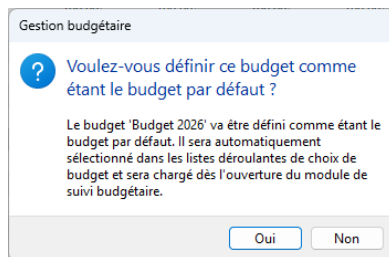 Gestion budgétaire
Voulez-vous définir ce budget comme
étant le budget par défaut ?
Le budget 'Budget 2026' va être défini comme étant le
budget par défaut. Il sera automatiquement
sélectionné dans les listes déroulantes de choix de
budget et sera chargé dès l'ouverture du module de
suivi budgétaire.
Oui
Non